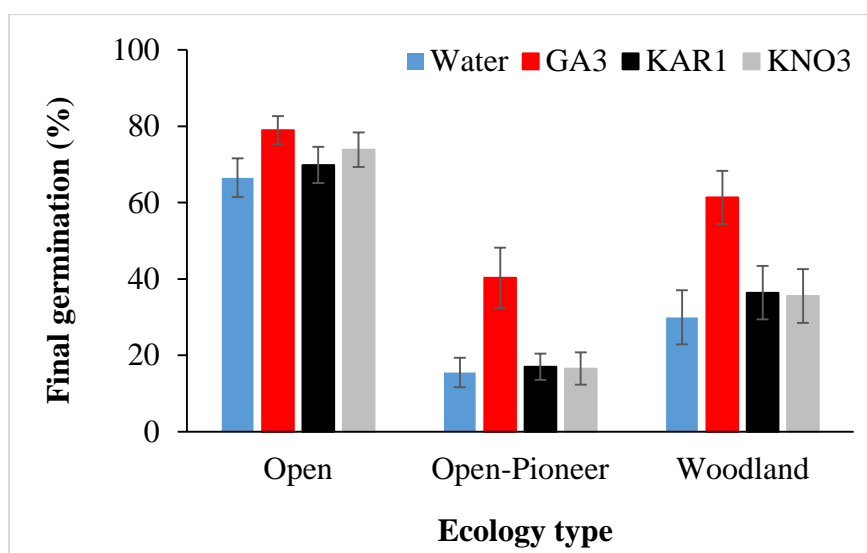 Final germination (%)
100
80
60
40
20
0
Water GA3 KAR1 KNO3
Open Open-Pioneer Woodland
Ecology type